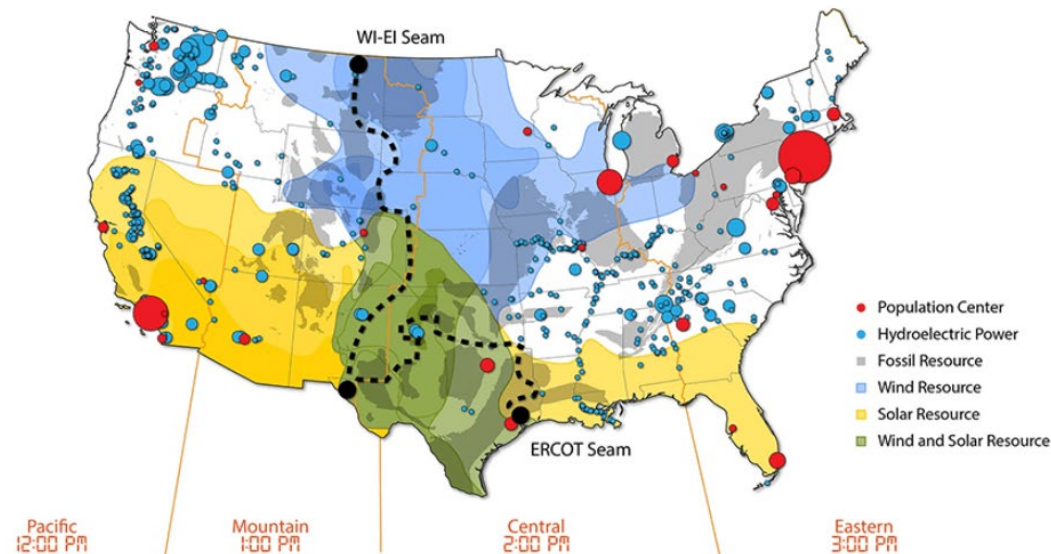 WI-EI Seam
Population Center
Hydroelectric Power
Fossil Resource
Wind Resource
Solar Resource
Wind and Solar Resource
ERCOT Seam
Pacific
12:00 PM
Mountain
1:00 PM
Central
2:00 PM
Eastern
3:00 PM